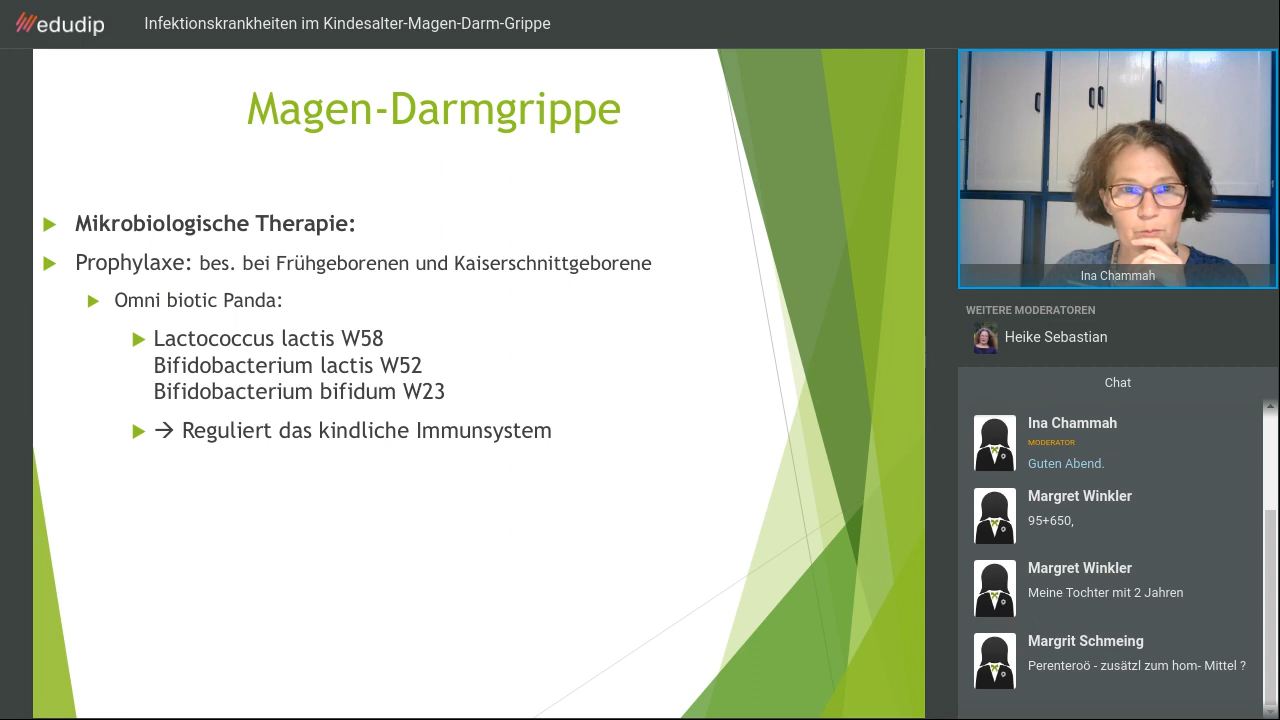 edudip
Infektionskrankheiten im Kindesalter-Magen-Darm-Grippe
Magen-Darmgrippe
Mikrobiologische Therapie:
Prophylaxe: bes. bei Frühgeborenen und Kaiserschnittgeborene
Omni biotic Panda:
Lactococcus lactis W58
Bifidobacterium lactis W52
Bifidobacterium bifidum W23
→ Reguliert das kindliche Immunsystem
Ina Chammah
WEITERE MODERATOREN
Heike Sebastian
Chat
Ina Chammah
MODERATOR
Guten Abend.
Margret Winkler
95+650,
Margret Winkler
Meine Tochter mit 2 Jahren
Margrit Schmeing
Perenteroö - zusätzl zum hom- Mittel ?